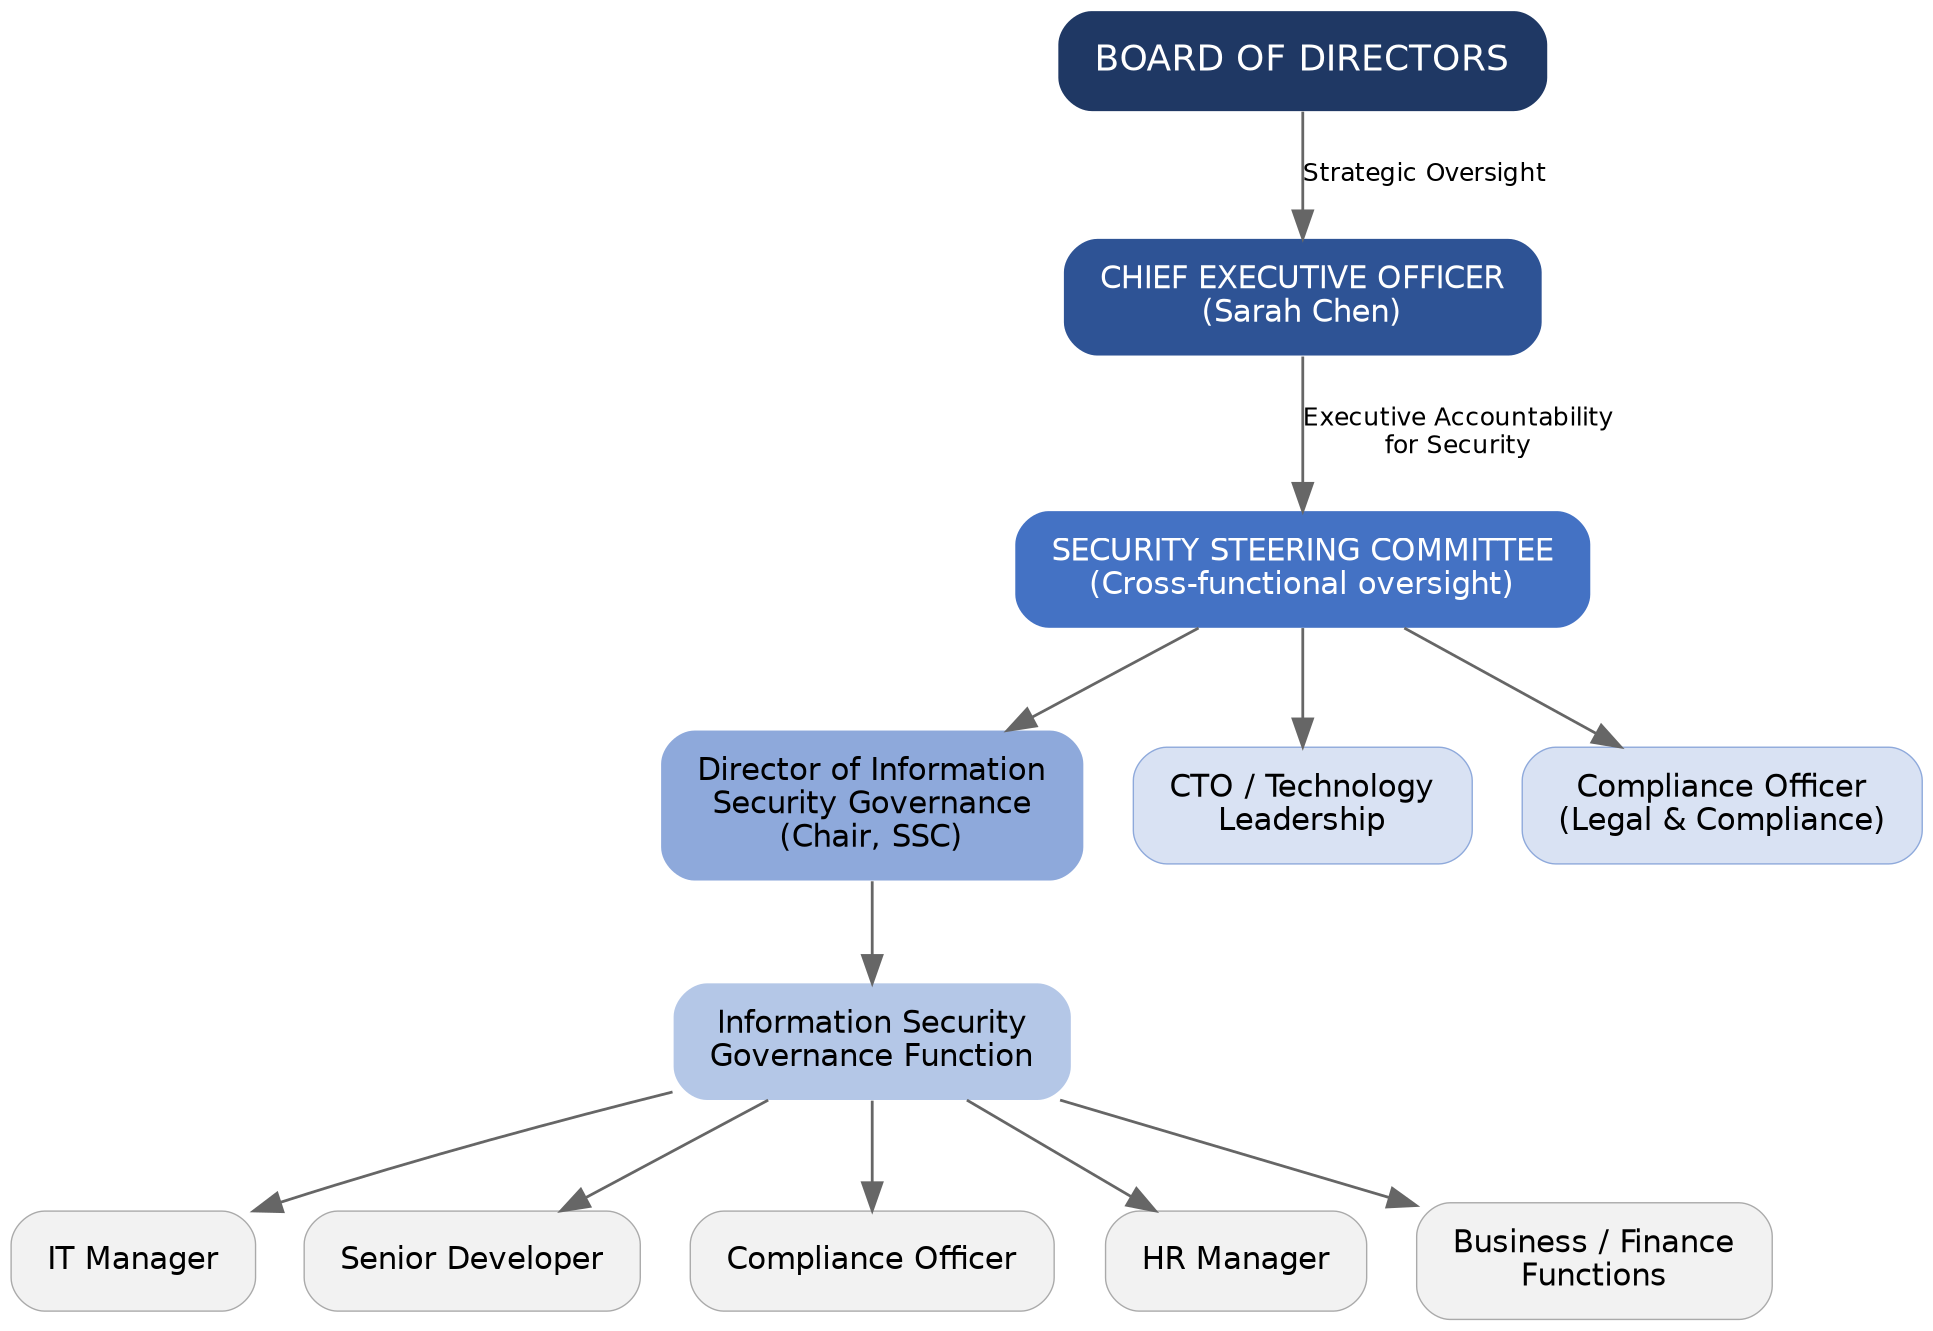 BOARD OF DIRECTORS
Strategic Oversight
CHIEF EXECUTIVE OFFICER
(Sarah Chen)
Executive Accountability
for Security
SECURITY STEERING COMMITTEE
(Cross-functional oversight)
Director of Information
Security Governance
(Chair, SSC)
CTO / Technology
Leadership
Compliance Officer
(Legal & Compliance)
Information Security
Governance Function
IT Manager
Senior Developer
Compliance Officer
HR Manager
Business / Finance
Functions